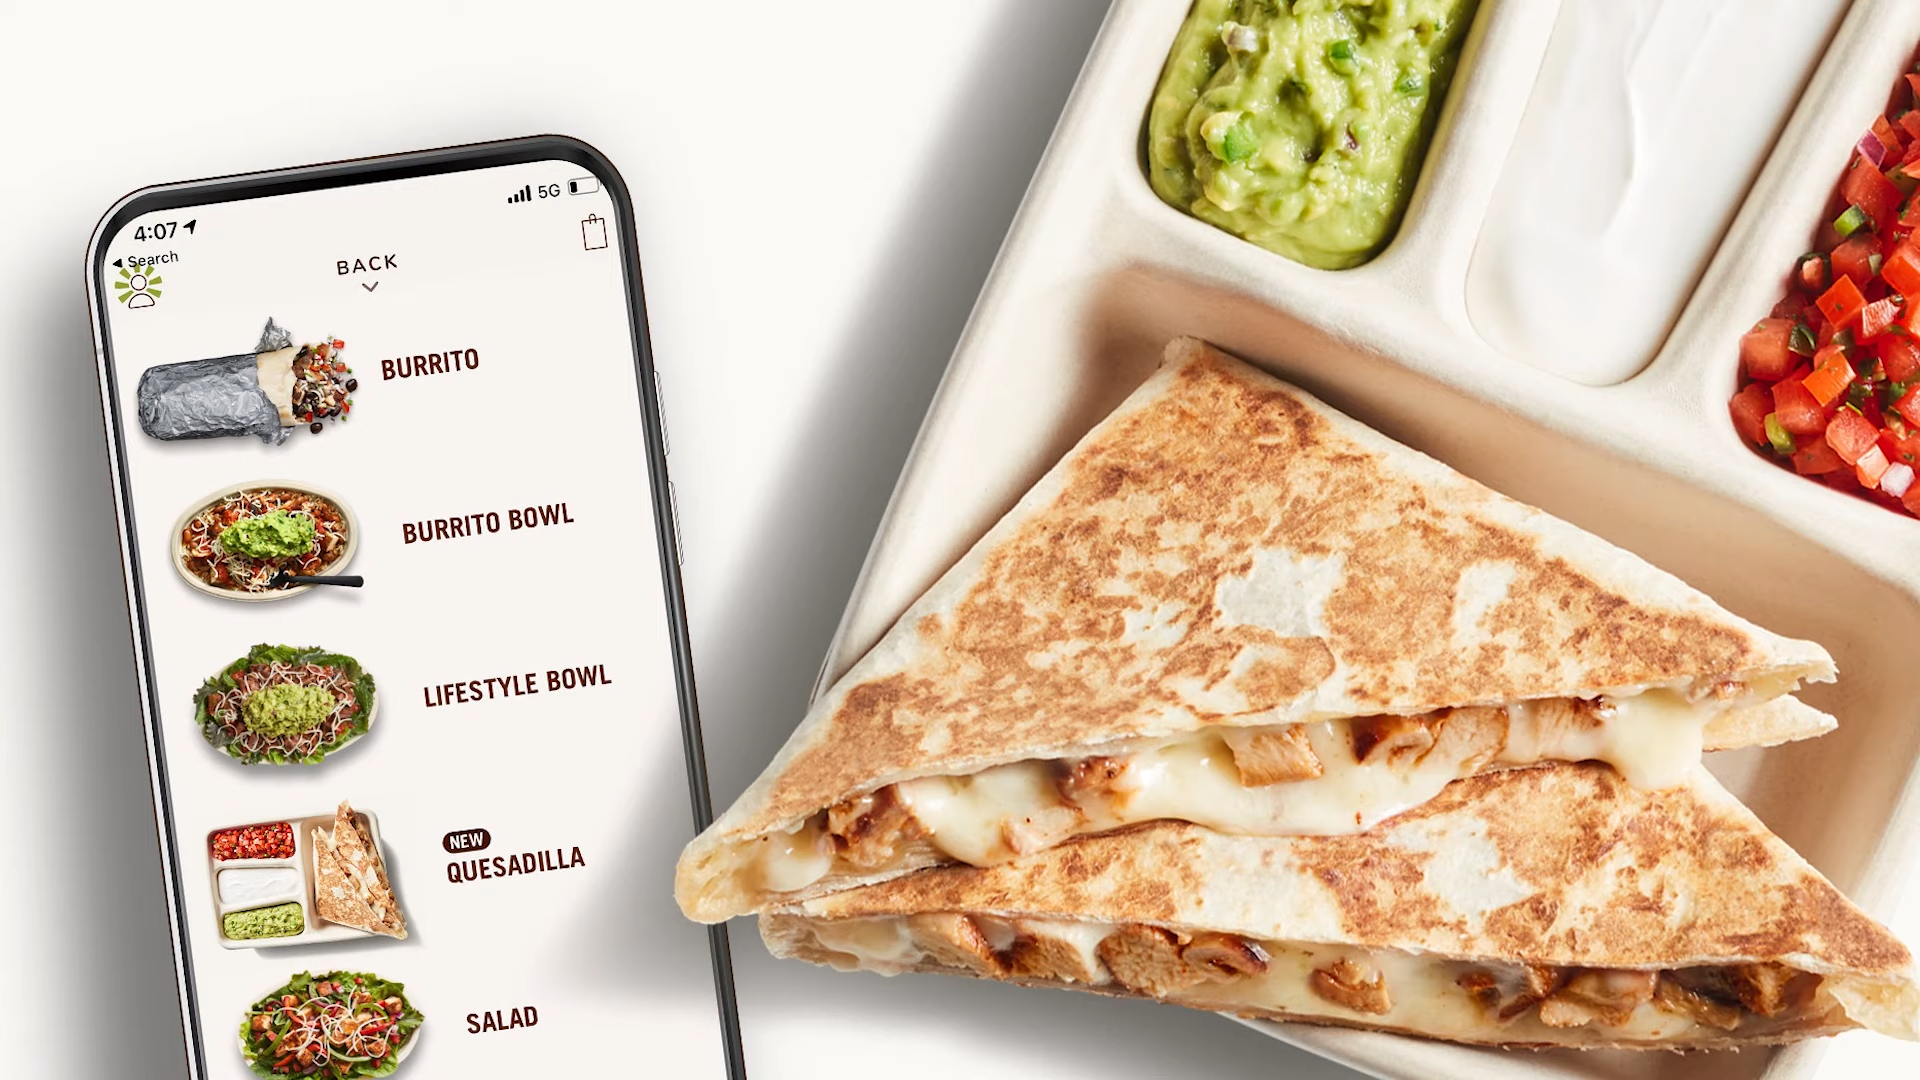 4:07
5G
Search
BACK
BURRITO
BURRITO BOWL
LIFESTYLE BOWL
NEW
QUESADILLA
SALAD